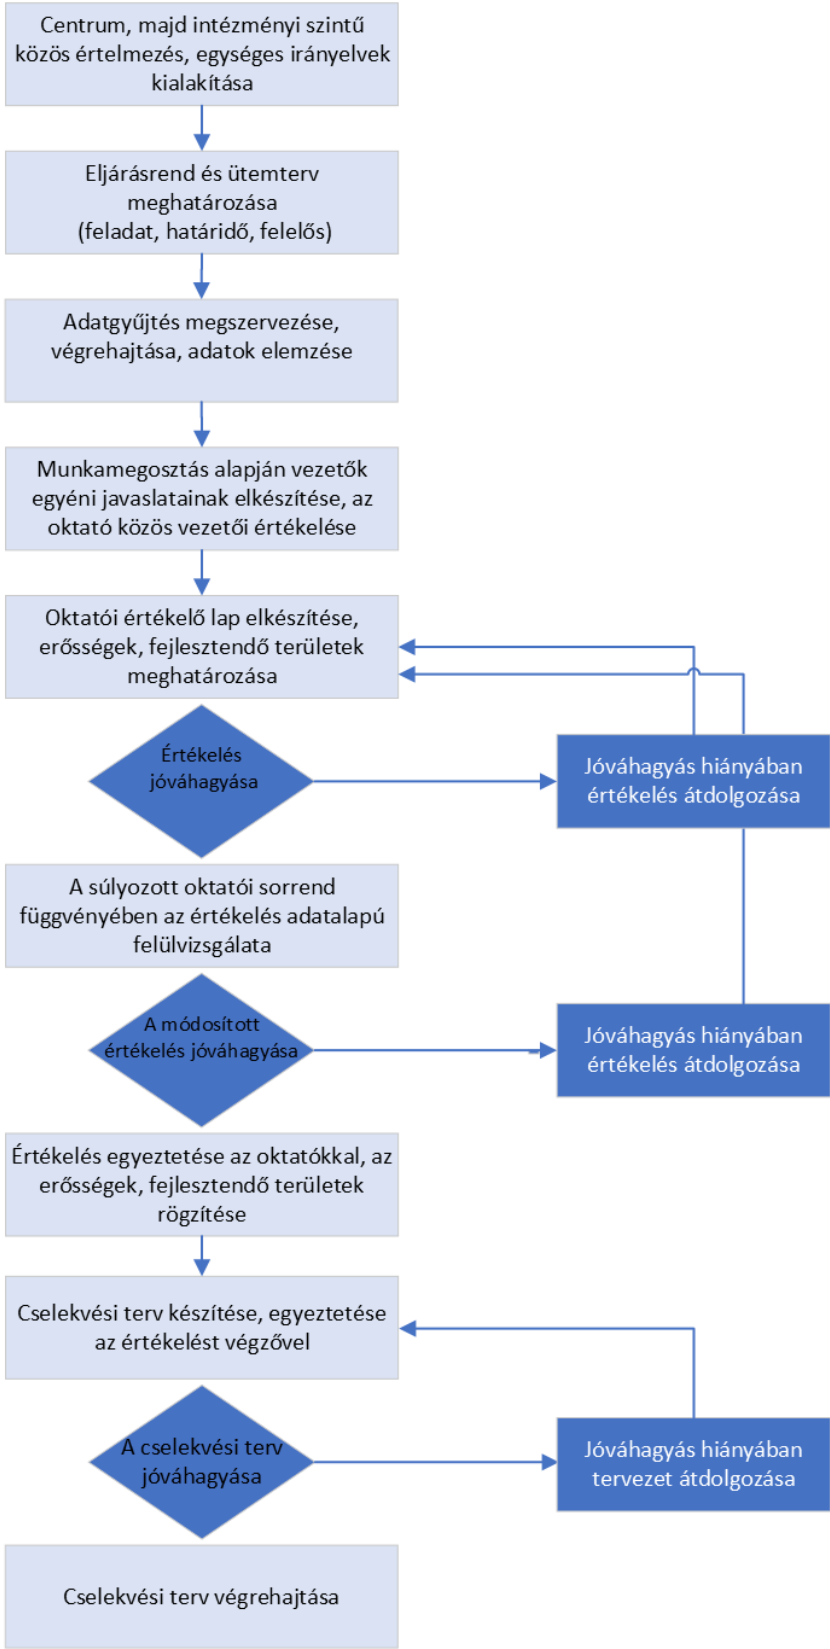 Centrum, majd intézményi szintű
közös értelmezés, egységes irányelvek
kialakítása
Eljárásrend és ütemterv
meghatározása
(feladat, határidő, felelős)
Adatgyűjtés megszervezése,
végrehajtása, adatok elemzése
Munkamegosztás alapján vezetők
egyéni javaslatainak elkészítése, az
oktató közös vezetői értékelése
Oktatói értékelő lap elkészítése,
erősségek, fejlesztendő területek
meghatározása
Értékelés
jóváhagyása
Jóváhagyás hiányában
értékelés átdolgozása
A súlyozott oktatói sorrend
függvényében az értékelés adatalapú
felülvizsgálata
A módosított
értékelés jóváhagyása
Jóváhagyás hiányában
értékelés átdolgozása
Értékelés egyeztetése az oktatókkal, az
erősségek, fejlesztendő területek
rögzítése
Cselekvési terv készítése, egyeztetése
az értékelést végzővel
A cselekvési terv
jóváhagyása
Jóváhagyás hiányában
tervezet átdolgozása
Cselekvési terv végrehajtása